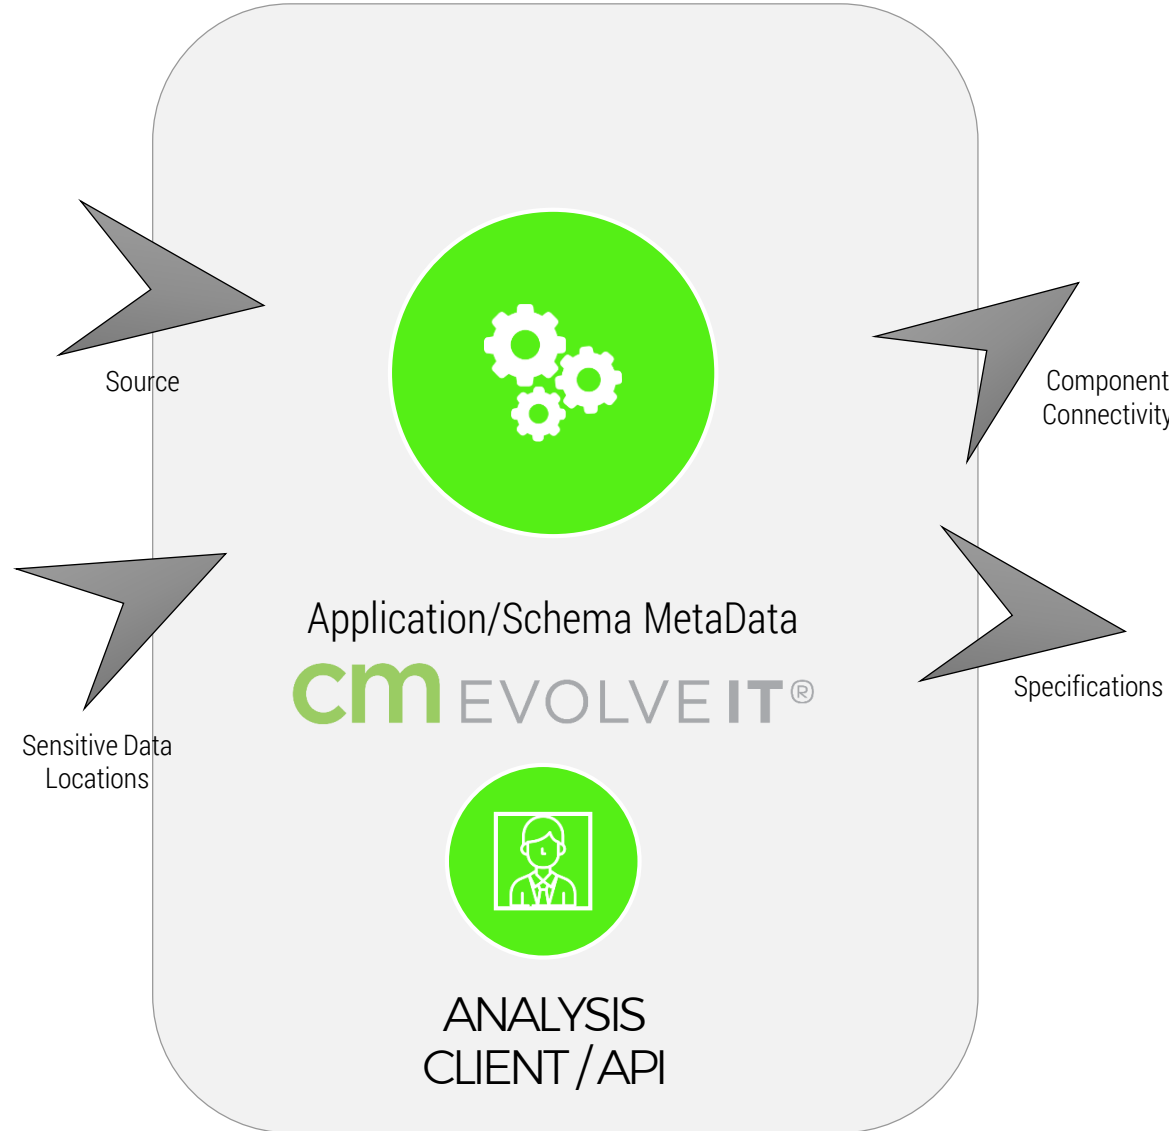 Source
Component
Connectivity
Application/Schema MetaData
cm EVOLVE IT®
Specifications
Sensitive Data
Locations
ANALYSIS
CLIENT / API